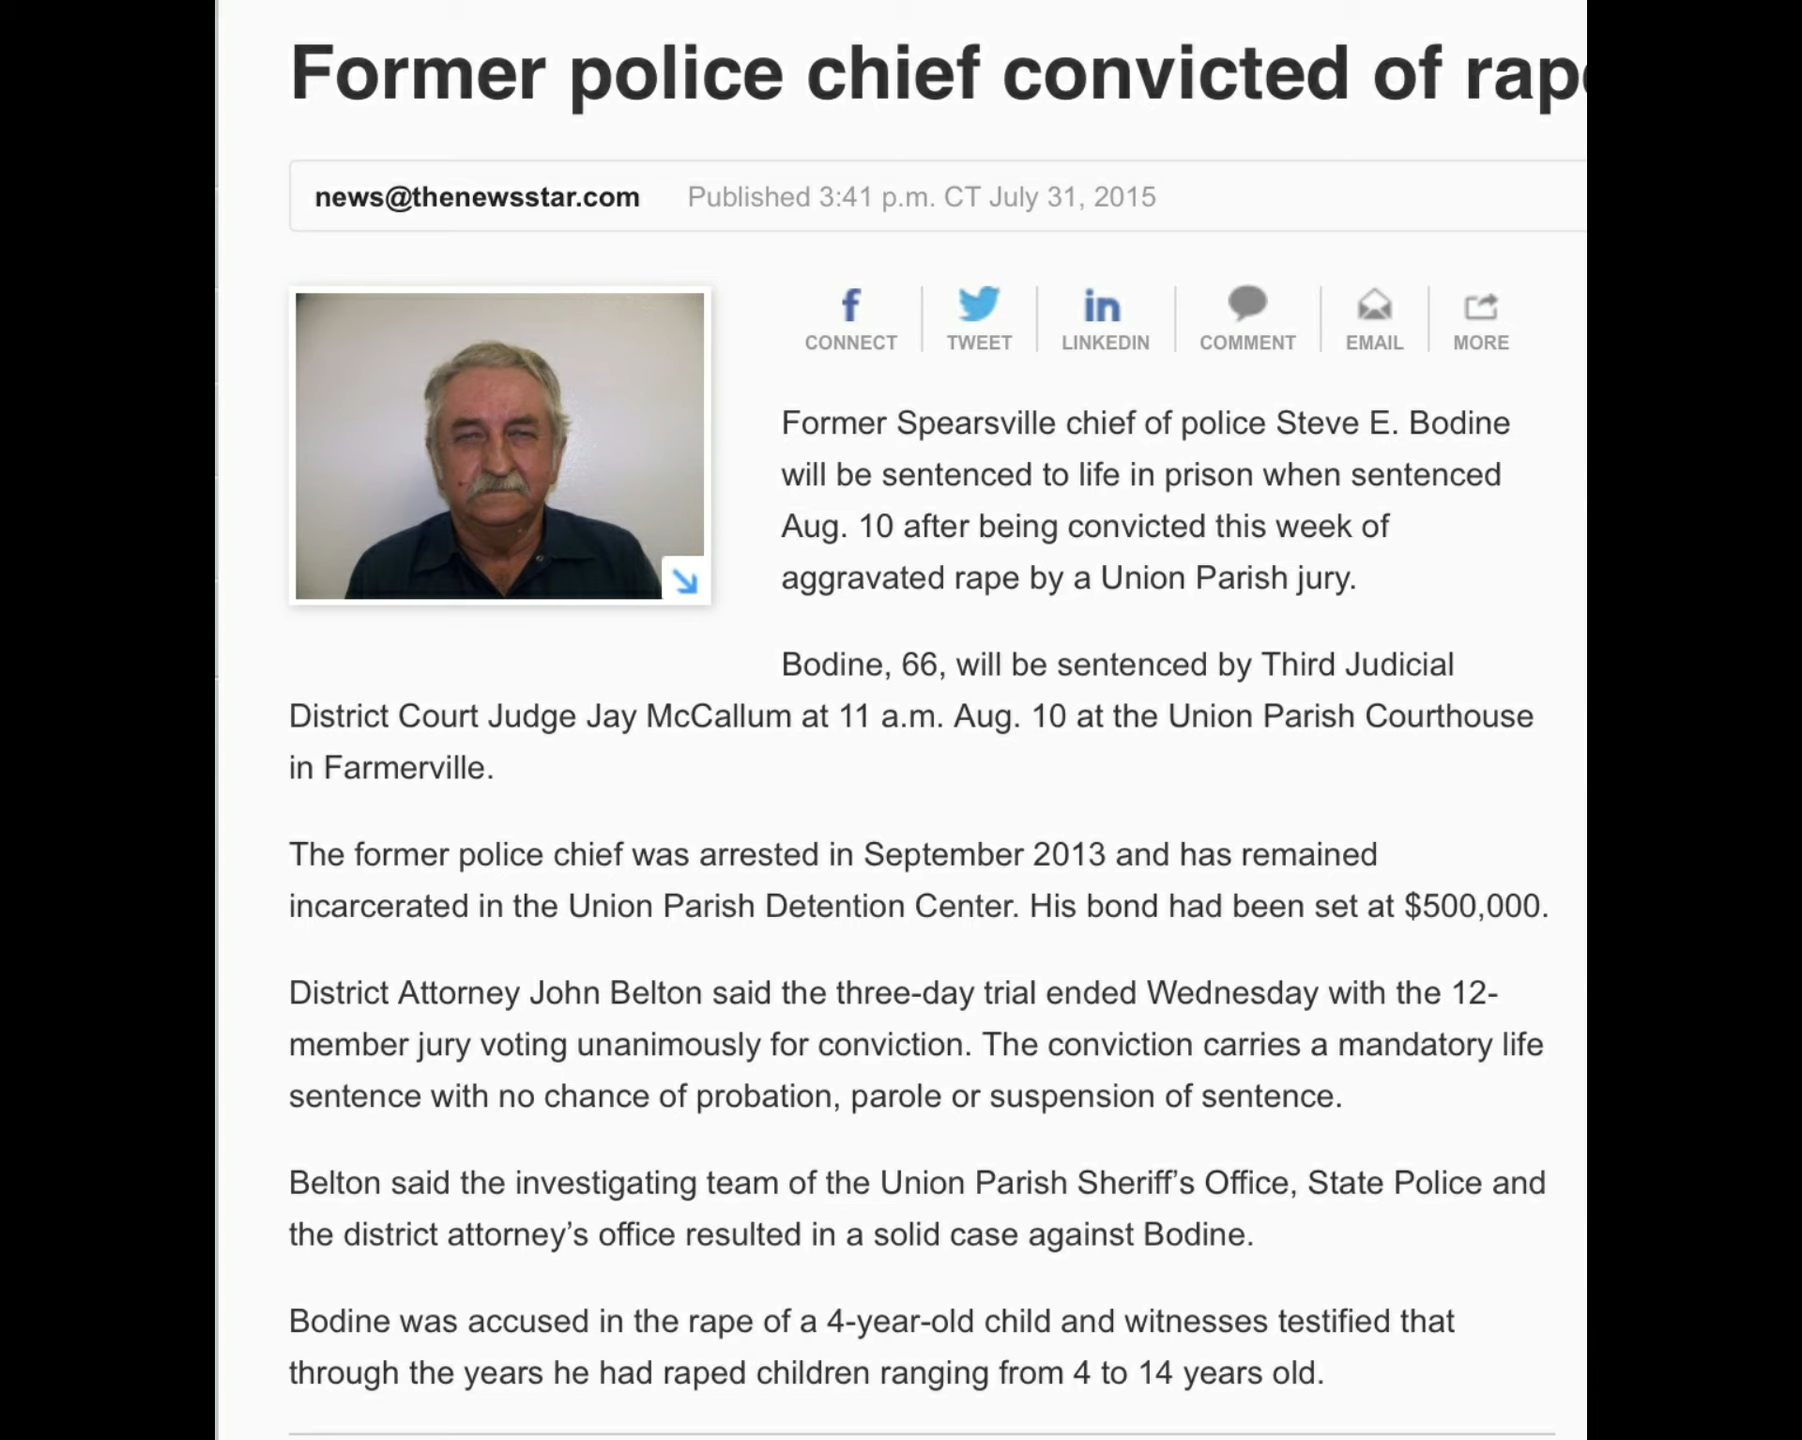 Former police chief convicted of rap
news@thenewsstar.com Published 3:41 p.m. CT July 31, 2015
f in
CONNECT TWEET LINKEDIN COMMENT EMAIL MORE
Former Spearsville chief of police Steve E. Bodine
will be sentenced to life in prison when sentenced
Aug. 10 after being convicted this week of
aggravated rape by a Union Parish jury.
Bodine, 66, will be sentenced by Third Judicial
District Court Judge Jay McCallum at 11 a.m. Aug. 10 at the Union Parish Courthouse
in Farmerville.
The former police chief was arrested in September 2013 and has remained
incarcerated in the Union Parish Detention Center. His bond had been set at $500,000.
District Attorney John Belton said the three-day trial ended Wednesday with the 12-
member jury voting unanimously for conviction. The conviction carries a mandatory life
sentence with no chance of probation, parole or suspension of sentence.
Belton said the investigating team of the Union Parish Sheriff’s Office, State Police and
the district attorney’s office resulted in a solid case against Bodine.
Bodine was accused in the rape of a 4-year-old child and witnesses testified that
through the years he had raped children ranging from 4 to 14 years old.